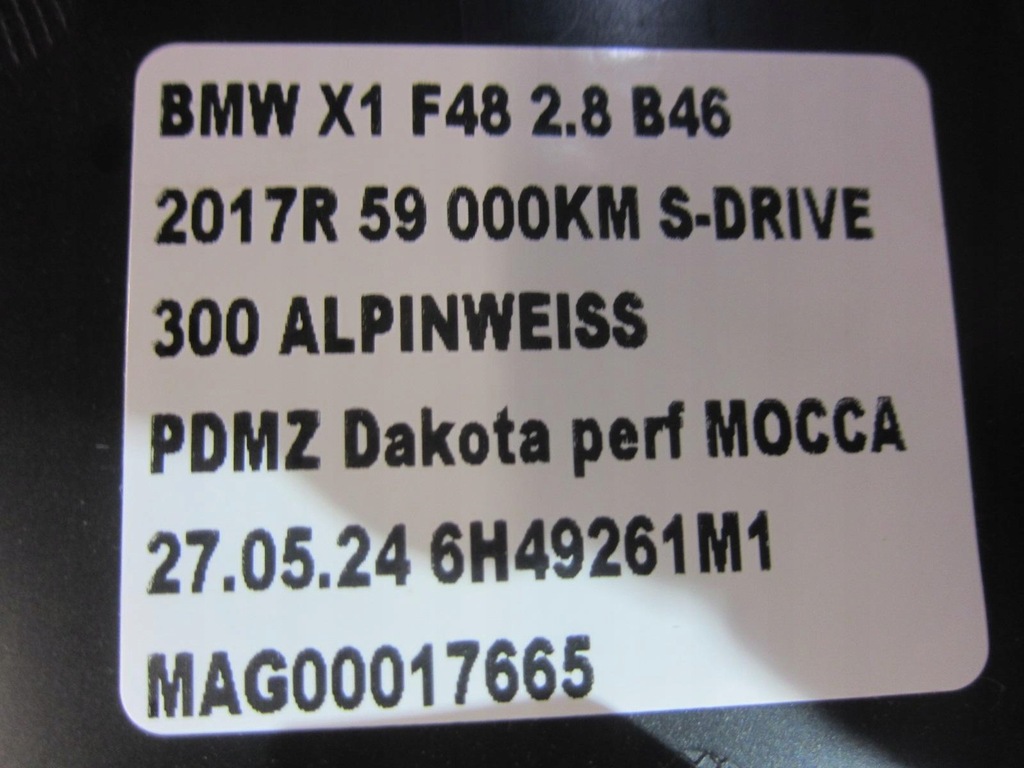 BMW X1 F48 2.8 B46
2017R 59 000KM S-DRIVE
300 ALPINWEISS
PDMZ Dakota perf MOCCA
27.05.24 6H49261M1
MAG00017665